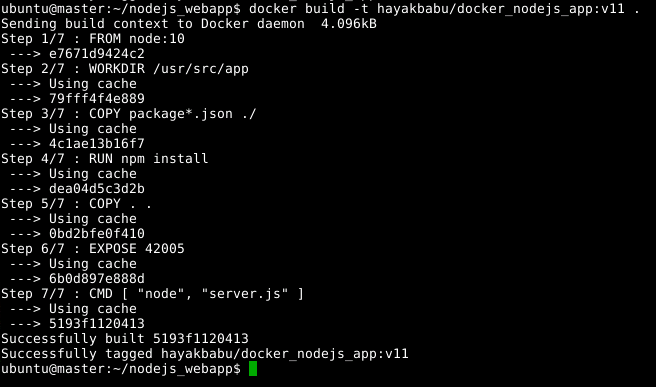 ubuntu@master:~/nodejs_webapp$ docker build -t hayakbabu/docker_nodejs_app:v11 .
Sending build context to Docker daemon  4.096kB
Step 1/7 : FROM node:10
 ---> e7671d9424c2
Step 2/7 : WORKDIR /usr/src/app
 ---> Using cache
 ---> 79fff4f4e889
Step 3/7 : COPY package*.json ./
 ---> Using cache
 ---> 4c1ae13b16f7
Step 4/7 : RUN npm install
 ---> Using cache
 ---> dea04d5c3d2b
Step 5/7 : COPY . .
 ---> Using cache
 ---> 0bd2bfe0f410
Step 6/7 : EXPOSE 42005
 ---> Using cache
 ---> 6b0d897e888d
Step 7/7 : CMD [ "node", "server.js" ]
 ---> Using cache
 ---> 5193f1120413
Successfully built 5193f1120413
Successfully tagged hayakbabu/docker_nodejs_app:v11
ubuntu@master:~/nodejs_webapp$